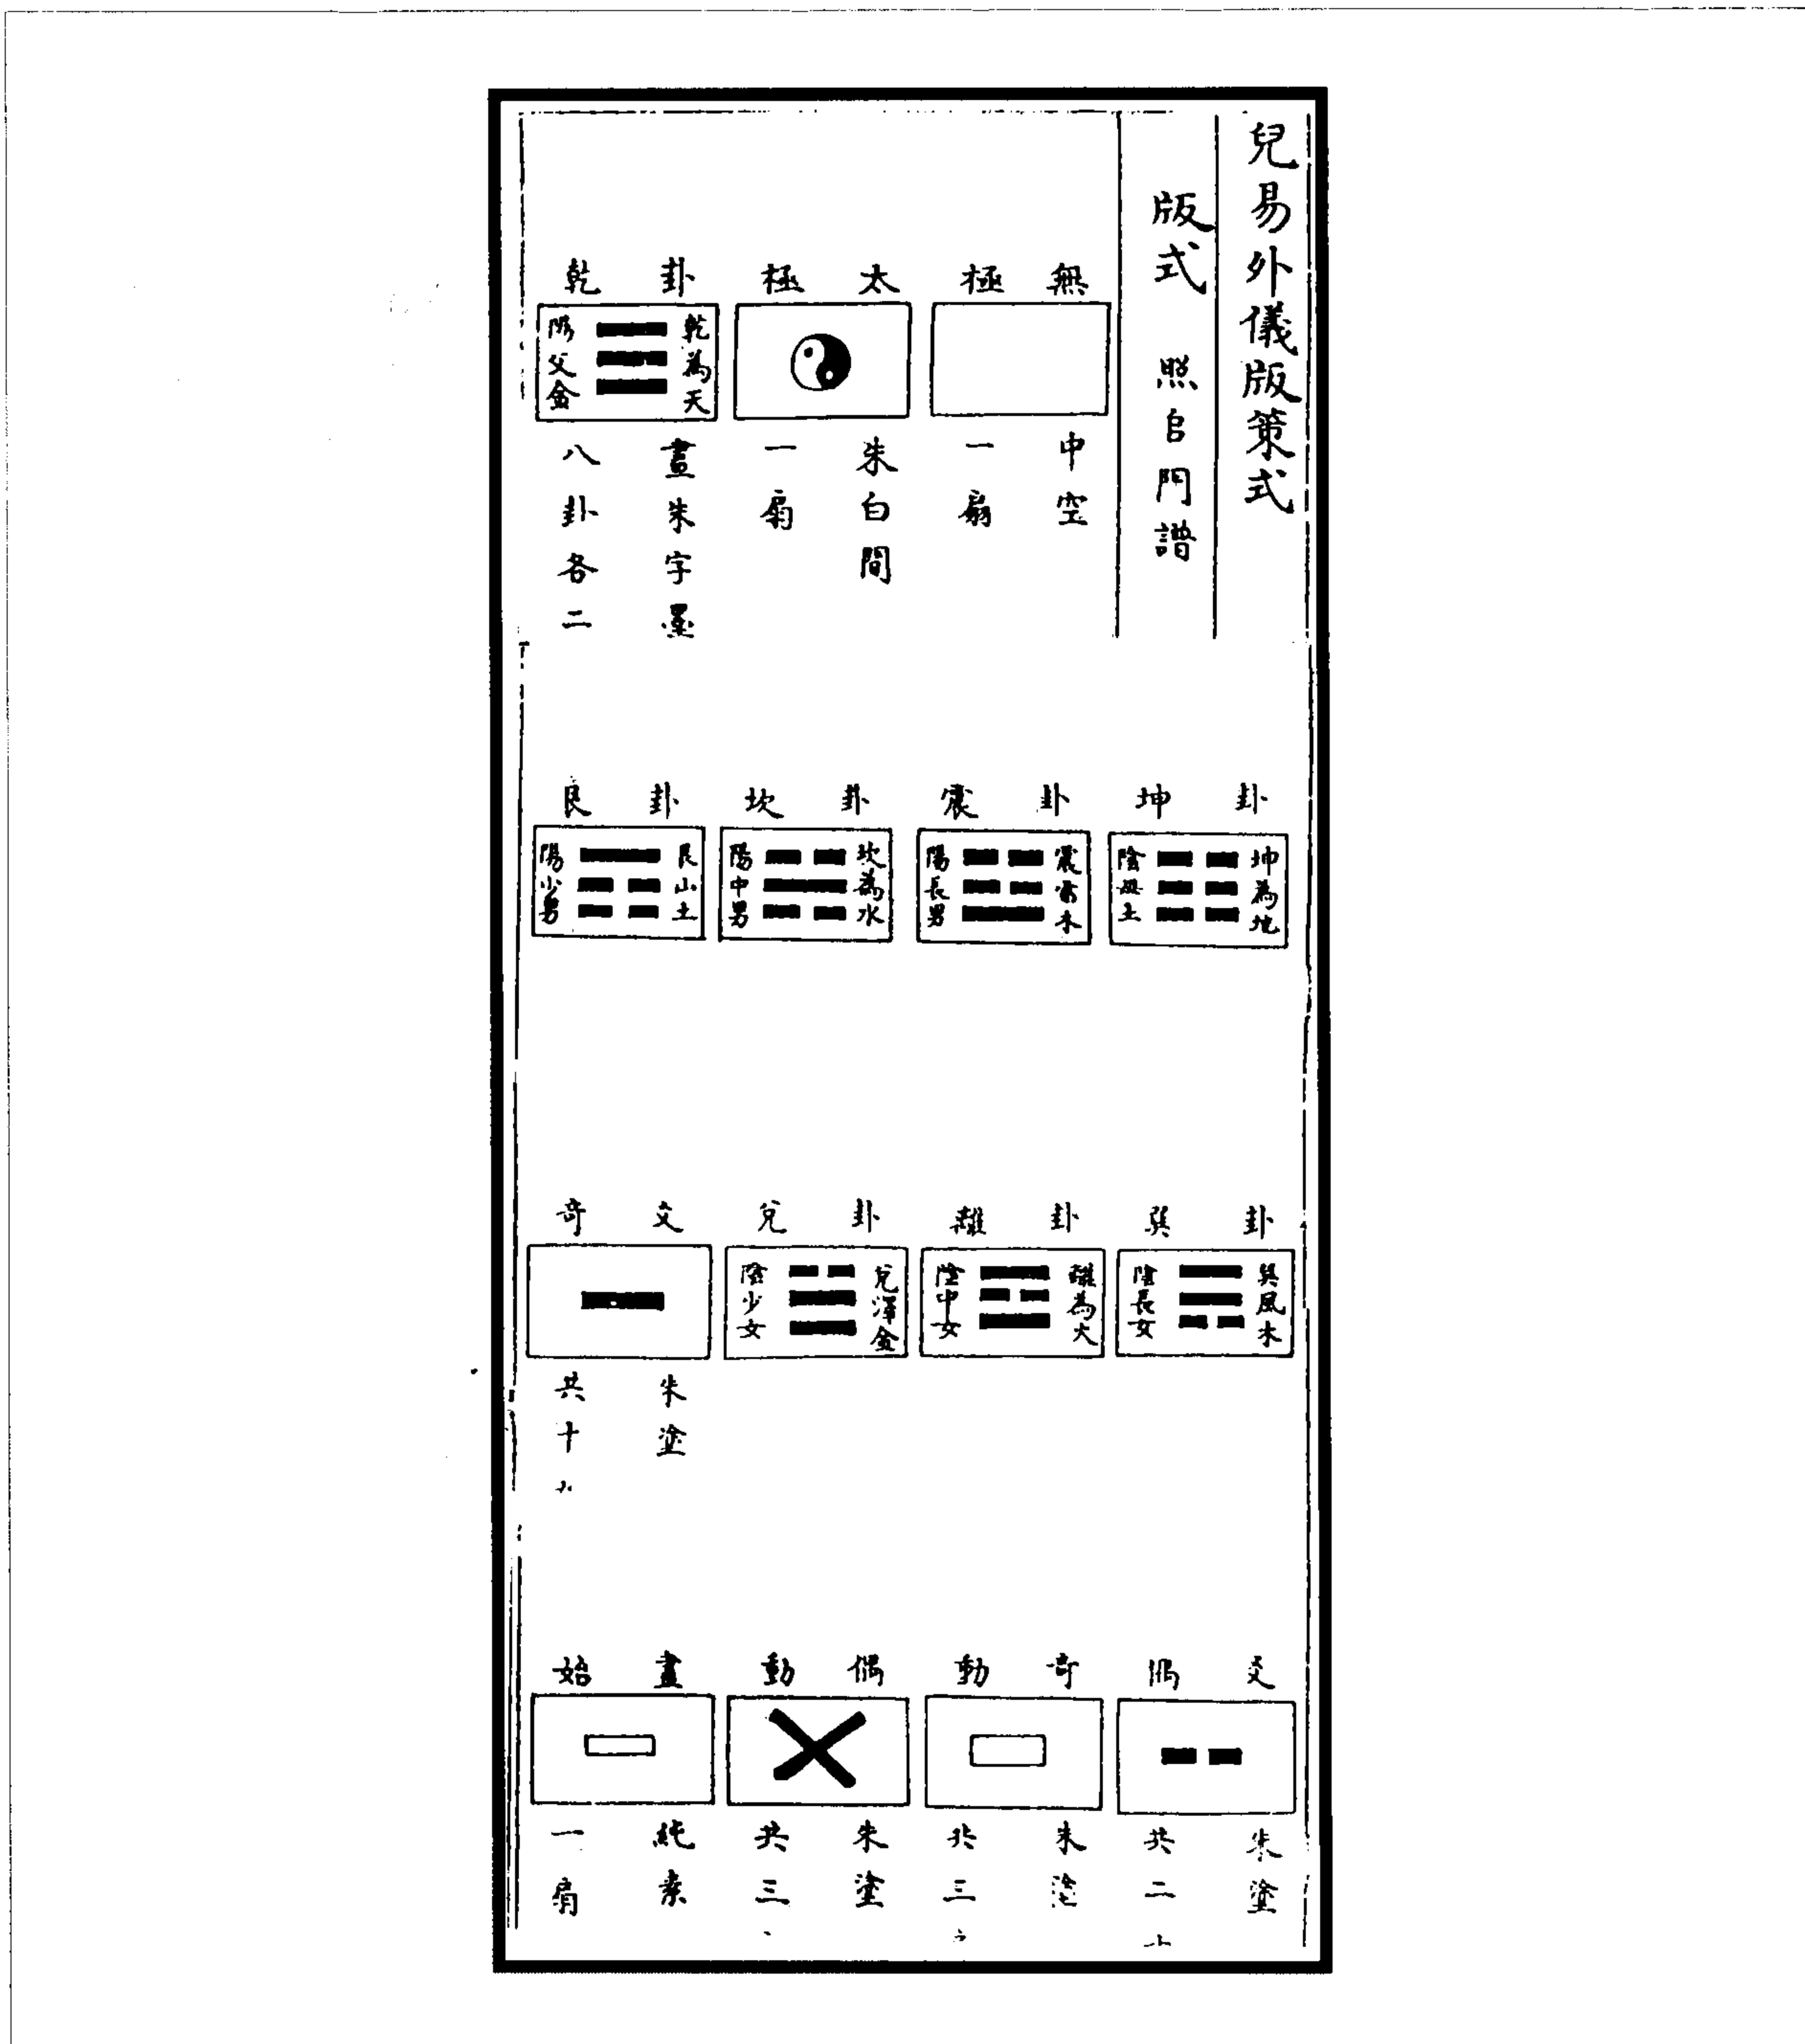 兒易外儀版策式
版式 照門譜
無極
中空
一扇
太極
朱白間
一扇
卦乾
乾為天
陽父金
畫朱字墨
八卦各二
卦坤
坤為地
陰母土
卦震
震雷木
陽長男
卦坎
坎為水
陽中男
卦艮
艮山土
陽少男
卦巽
巽風木
陰長女
卦離
離為火
陰中女
卦兌
兌澤金
陰少女
爻奇
朱塗
共十
爻偶
朱塗
共二
奇動
朱塗
共三
偶動
朱塗
共三
畫始
純素
一扇